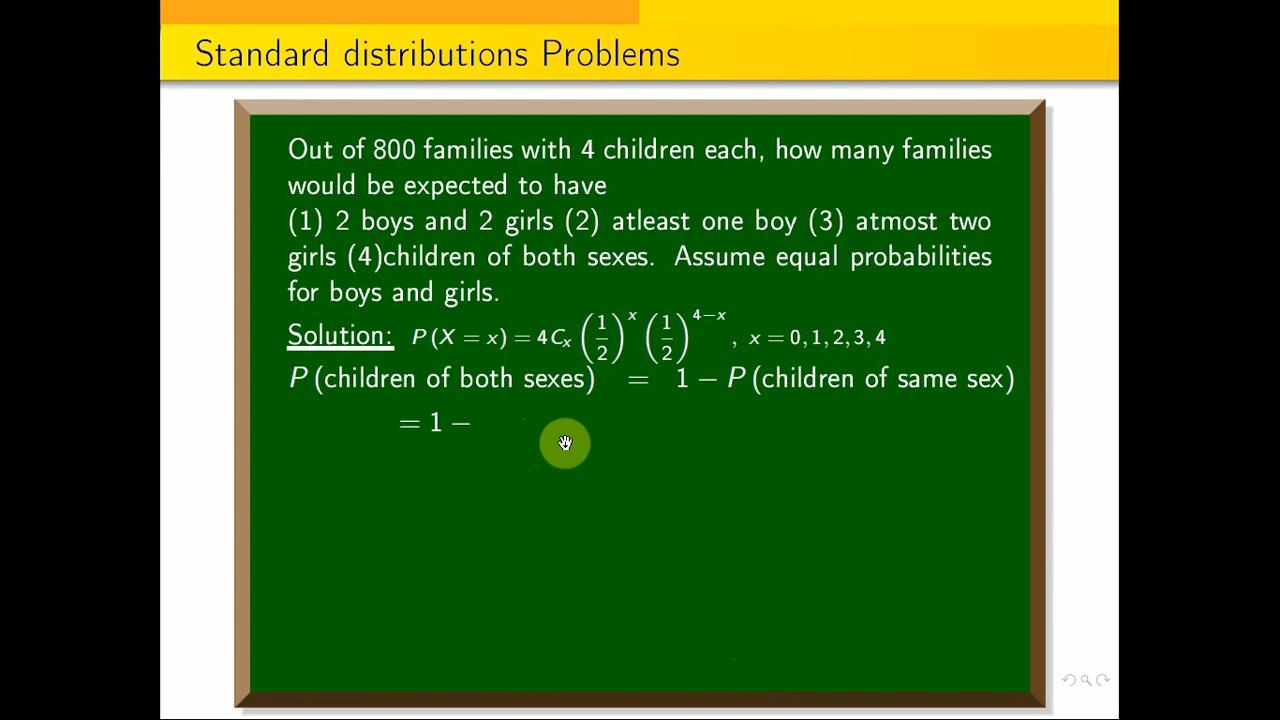 Standard distributions Problems
Out of 800 families with 4 children each, how many families
would be expected to have
(1) 2 boys and 2 girls (2) atleast one boy (3) atmost two
girls (4)children of both sexes. Assume equal probabilities
for boys and girls.
Solution: P(X = x) = 4Cₓ (1/2)^x (1/2)^(4−x), x = 0, 1, 2, 3, 4
P(children of both sexes) = 1 − P(children of same sex)
= 1 −